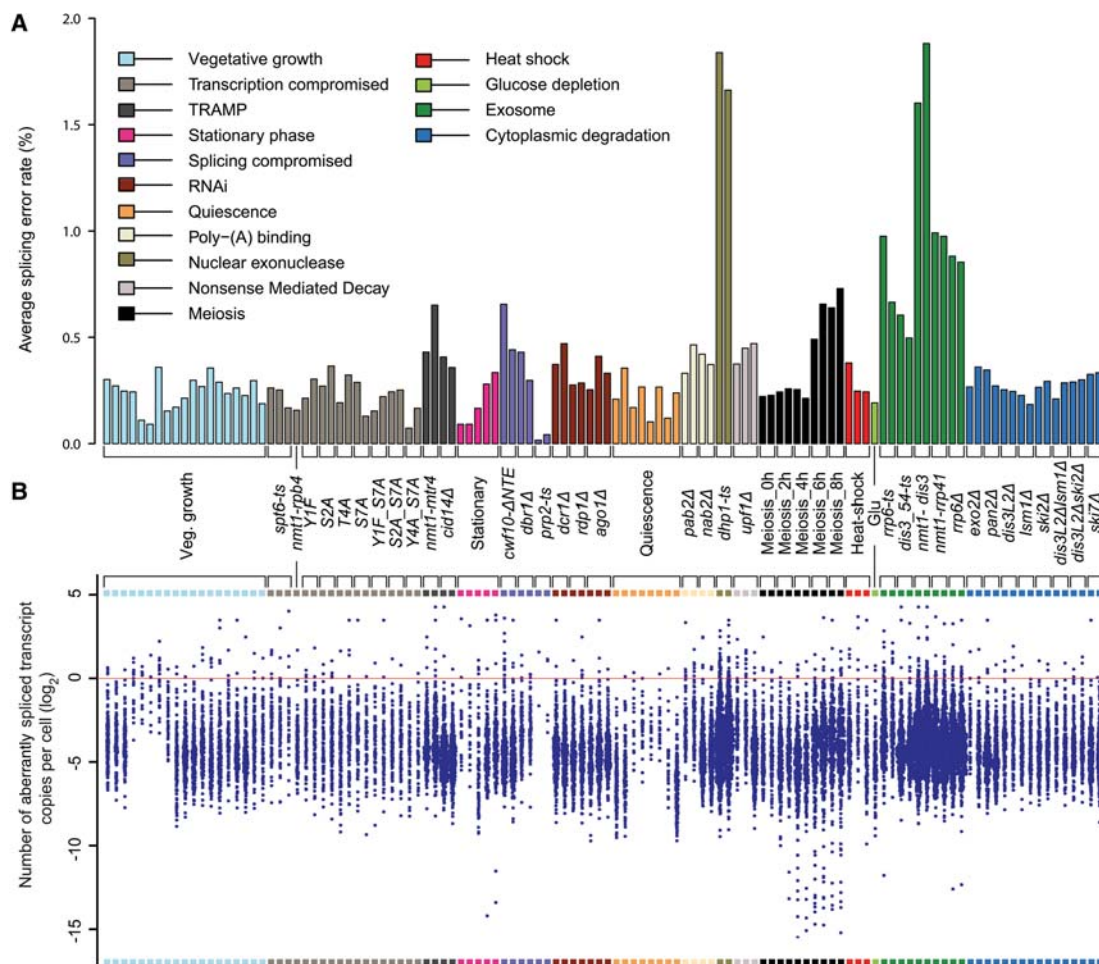 A
2.0
1.5
1.0
0.5
0.0
Average splicing error rate (%)
Vegetative growth
Transcription compromised
TRAMP
Stationary phase
Splicing compromised
RNAi
Quiescence
Poly−(A) binding
Nuclear exonuclease
Nonsense Mediated Decay
Meiosis
Heat shock
Glucose depletion
Exosome
Cytoplasmic degradation
B
Veg. growth
spt6-ts
nmt1-rpb4
Y1F
S2A
T4A
S7A
Y1F_S7A
S2A_S7A
Y4A_S7A
nmt1-mtr4
cid14Δ
Stationary
cwf10-ΔNTE
dbr1Δ
prp2-ts
dcr1Δ
rdp1Δ
ago1Δ
Quiescence
pab2Δ
nab2Δ
dhp1-ts
upf1Δ
Meiosis_0h
Meiosis_2h
Meiosis_4h
Meiosis_6h
Meiosis_8h
Heat-shock
Glu
rrp6-ts
dis3_54-ts
nmt1- dis3
nmt1-rrp41
rrp6Δ
exo2Δ
pan2Δ
dis3L2Δ
lsm1Δ
ski2Δ
dis3L2Δlsm1Δ
dis3L2Δski2Δ
ski7Δ
5
0
-5
-10
-15
Number of aberrantly spliced transcript
copies per cell (log2)